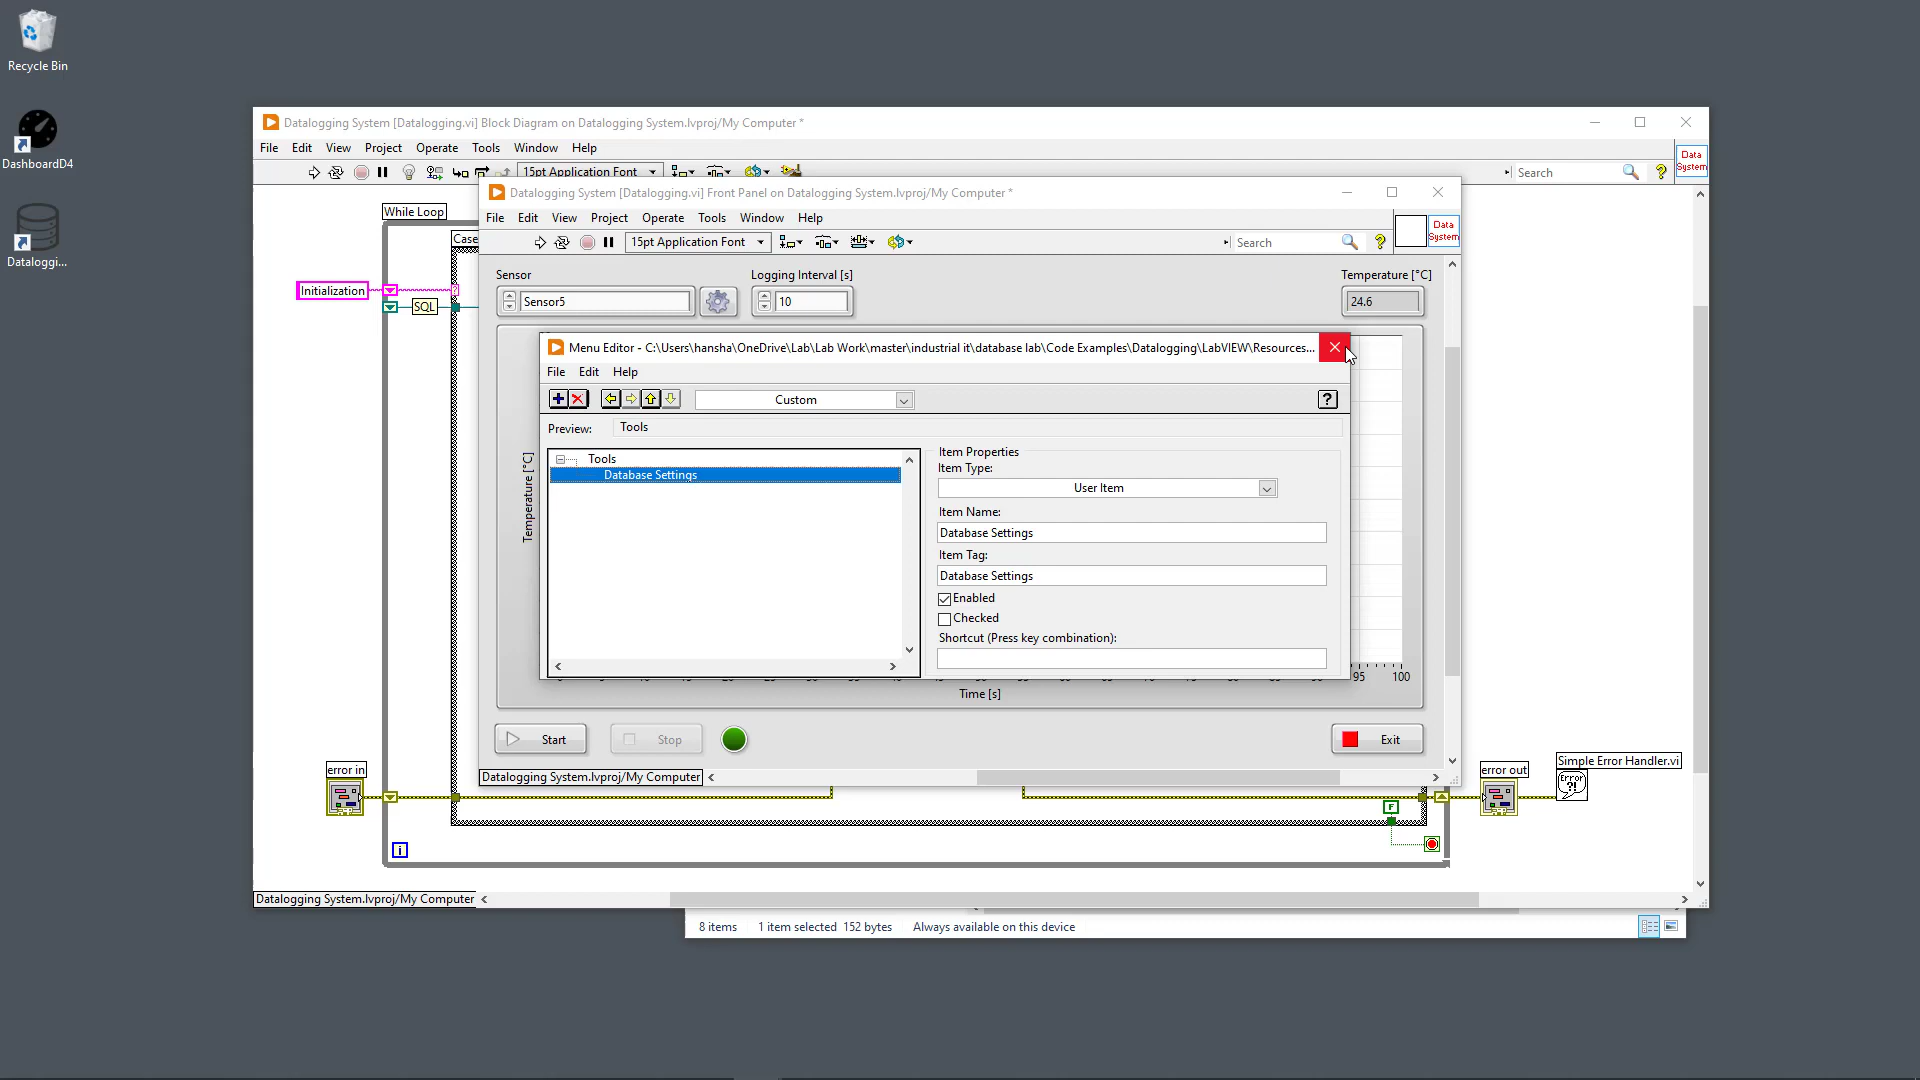 Recycle Bin
DashboardD4
Dataloggi...
Datalogging System [Datalogging.vi] Block Diagram on Datalogging System.lvproj/My Computer *
File Edit View Project Operate Tools Window Help
15pt Application Font
Search
Data System
While Loop
Case
Initialization
SQL
Datalogging System [Datalogging.vi] Front Panel on Datalogging System.lvproj/My Computer *
File Edit View Project Operate Tools Window Help
15pt Application Font
Search
Data System
Sensor
Logging Interval [s]
Temperature [°C]
Sensor5
10
24.6
Menu Editor - C:\Users\hansha\OneDrive\Lab\Lab Work\master\industrial it\database lab\Code Examples\Datalogging\LabVIEW\Resources...
File Edit Help
Custom
Preview: Tools
Tools
Database Settings
Item Properties
Item Type:
User Item
Item Name:
Database Settings
Item Tag:
Database Settings
Enabled
Checked
Shortcut (Press key combination):
Temperature [°C]
95 100
Time [s]
Start
Stop
Exit
Datalogging System.lvproj/My Computer
error in
error out
Simple Error Handler.vi
Error ?!
F
i
Datalogging System.lvproj/My Computer
8 items 1 item selected 152 bytes Always available on this device